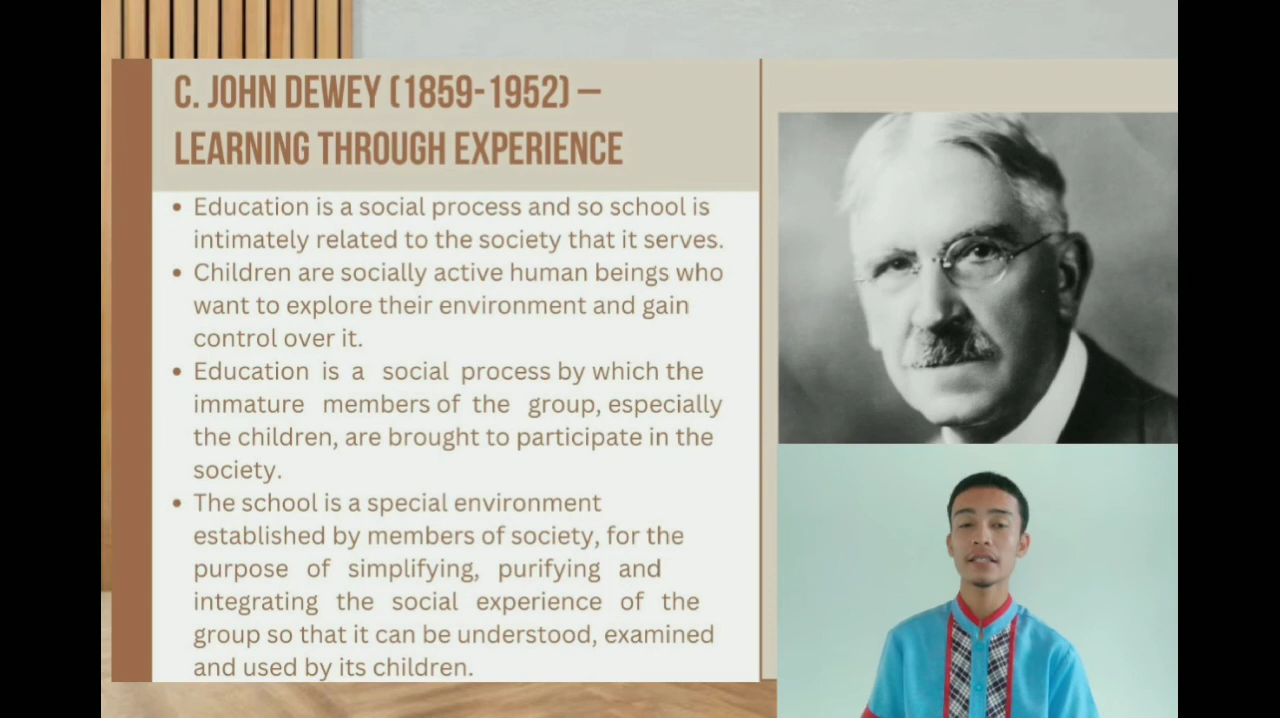 C. JOHN DEWEY (1859-1952) –
LEARNING THROUGH EXPERIENCE
• Education is a social process and so school is
intimately related to the society that it serves.
• Children are socially active human beings who
want to explore their environment and gain
control over it.
• Education is a social process by which the
immature members of the group, especially
the children, are brought to participate in the
society.
• The school is a special environment
established by members of society, for the
purpose of simplifying, purifying and
integrating the social experience of the
group so that it can be understood, examined
and used by its children.